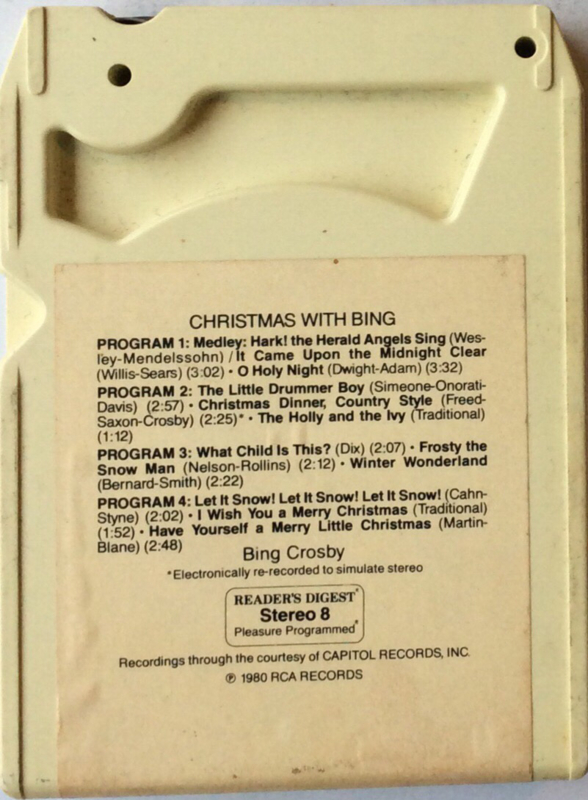 CHRISTMAS WITH BING
PROGRAM 1: Medley: Hark! the Herald Angels Sing (Wes-
ley-Mendelssohn) / It Came Upon the Midnight Clear
(Willis-Sears) (3:02) • O Holy Night (Dwight-Adam) (3:32)
PROGRAM 2: The Little Drummer Boy (Simeone-Onorati-
Davis) (2:57) • Christmas Dinner, Country Style (Freed-
Saxon-Crosby) (2:25)* • The Holly and the Ivy (Traditional)
(1:12)
PROGRAM 3: What Child Is This? (Dix) (2:07) • Frosty the
Snow Man (Nelson-Rollins) (2:12) • Winter Wonderland
(Bernard-Smith) (2:22)
PROGRAM 4: Let It Snow! Let It Snow! Let It Snow! (Cahn-
Styne) (2:02) • I Wish You a Merry Christmas (Traditional)
(1:52) • Have Yourself a Merry Little Christmas (Martin-
Blane) (2:48)
Bing Crosby
*Electronically re-recorded to simulate stereo
READER'S DIGEST®
Stereo 8
Pleasure Programmed®
Recordings through the courtesy of CAPITOL RECORDS, INC.
℗ 1980 RCA RECORDS